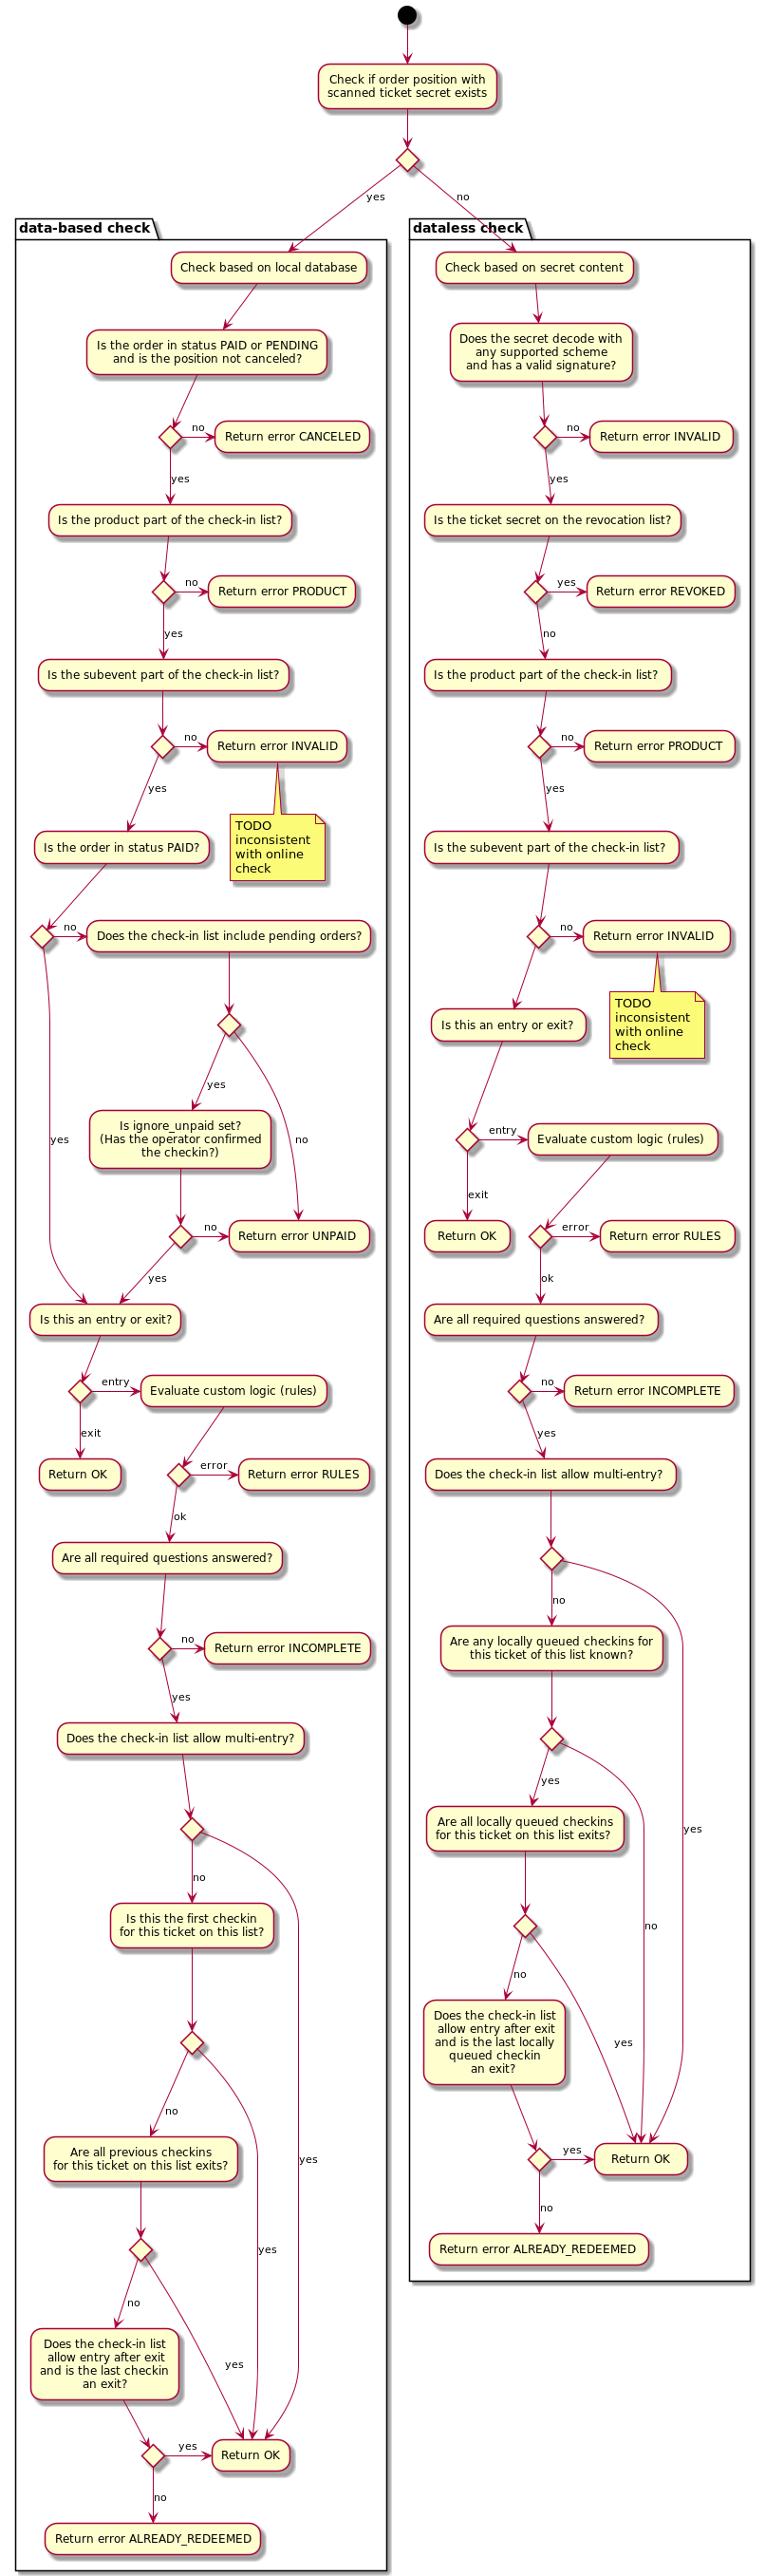 Check if order position with
scanned ticket secret exists
yes
no
data-based check
Check based on local database
Is the order in status PAID or PENDING
and is the position not canceled?
no
Return error CANCELED
yes
Is the product part of the check-in list?
no
Return error PRODUCT
yes
Is the subevent part of the check-in list?
no
Return error INVALID
TODO
inconsistent
with online
check
yes
Is the order in status PAID?
no
Does the check-in list include pending orders?
yes
yes
no
Is ignore_unpaid set?
(Has the operator confirmed
the checkin?)
no
Return error UNPAID
yes
Is this an entry or exit?
entry
Evaluate custom logic (rules)
exit
Return OK
error
Return error RULES
ok
Are all required questions answered?
no
Return error INCOMPLETE
yes
Does the check-in list allow multi-entry?
no
yes
Is this the first checkin
for this ticket on this list?
no
yes
Are all previous checkins
for this ticket on this list exits?
no
yes
Does the check-in list
allow entry after exit
and is the last checkin
an exit?
yes
Return OK
no
Return error ALREADY_REDEEMED
dataless check
Check based on secret content
Does the secret decode with
any supported scheme
and has a valid signature?
no
Return error INVALID
yes
Is the ticket secret on the revocation list?
yes
Return error REVOKED
no
Is the product part of the check-in list?
no
Return error PRODUCT
yes
Is the subevent part of the check-in list?
no
Return error INVALID
TODO
inconsistent
with online
check
Is this an entry or exit?
entry
Evaluate custom logic (rules)
exit
Return OK
error
Return error RULES
ok
Are all required questions answered?
no
Return error INCOMPLETE
yes
Does the check-in list allow multi-entry?
no
yes
Are any locally queued checkins for
this ticket of this list known?
yes
no
Are all locally queued checkins
for this ticket on this list exits?
no
yes
Does the check-in list
allow entry after exit
and is the last locally
queued checkin
an exit?
yes
Return OK
no
Return error ALREADY_REDEEMED